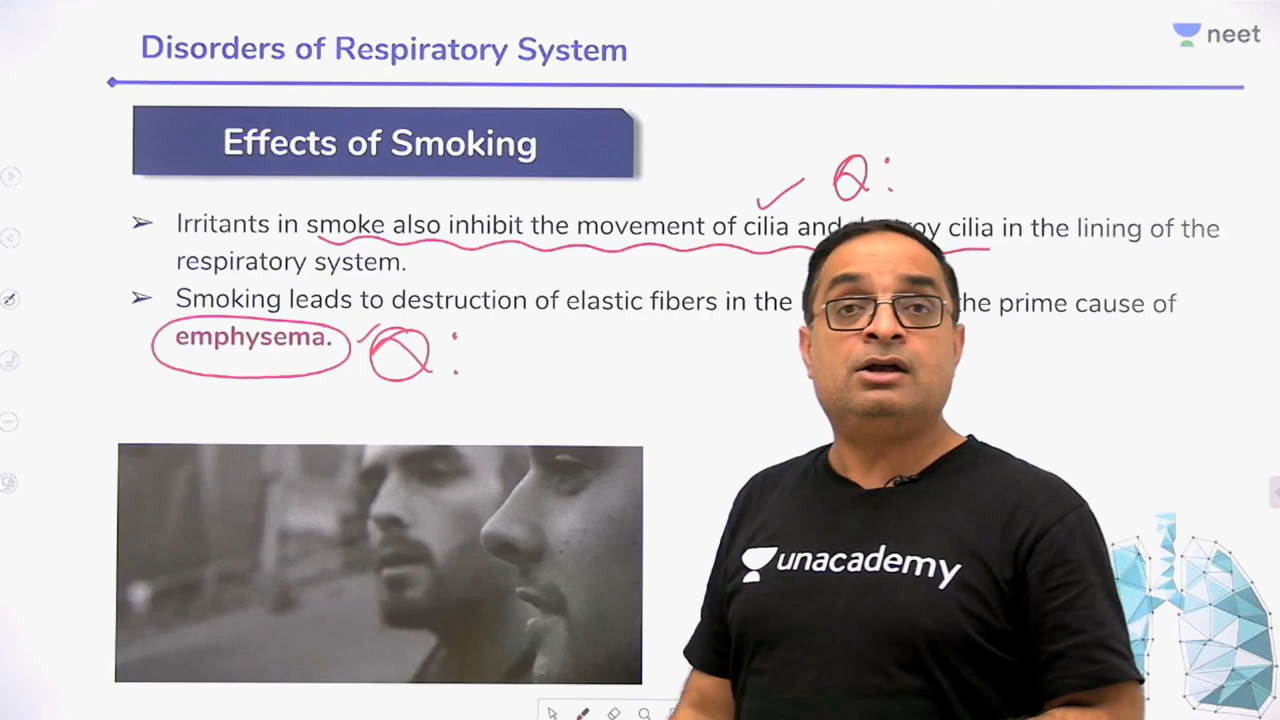 Disorders of Respiratory System
neet
Effects of Smoking
Q:
➢ Irritants in smoke also inhibit the movement of cilia and cilia in the lining of the
respiratory system.
➢ Smoking leads to destruction of elastic fibers in the the prime cause of
emphysema.
Q:
unacademy